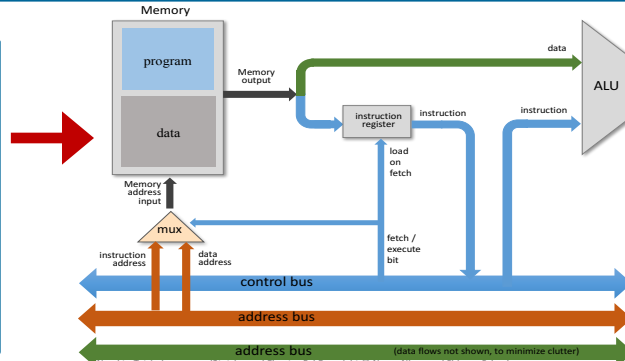 Memory
program
data
Memory
output
data
ALU
instruction
register
instruction
instruction
load
on
fetch
Memory
address
input
mux
instruction
address
data
address
fetch /
execute
bit
control bus
address bus
address bus
(data flows not shown, to minimize clutter)